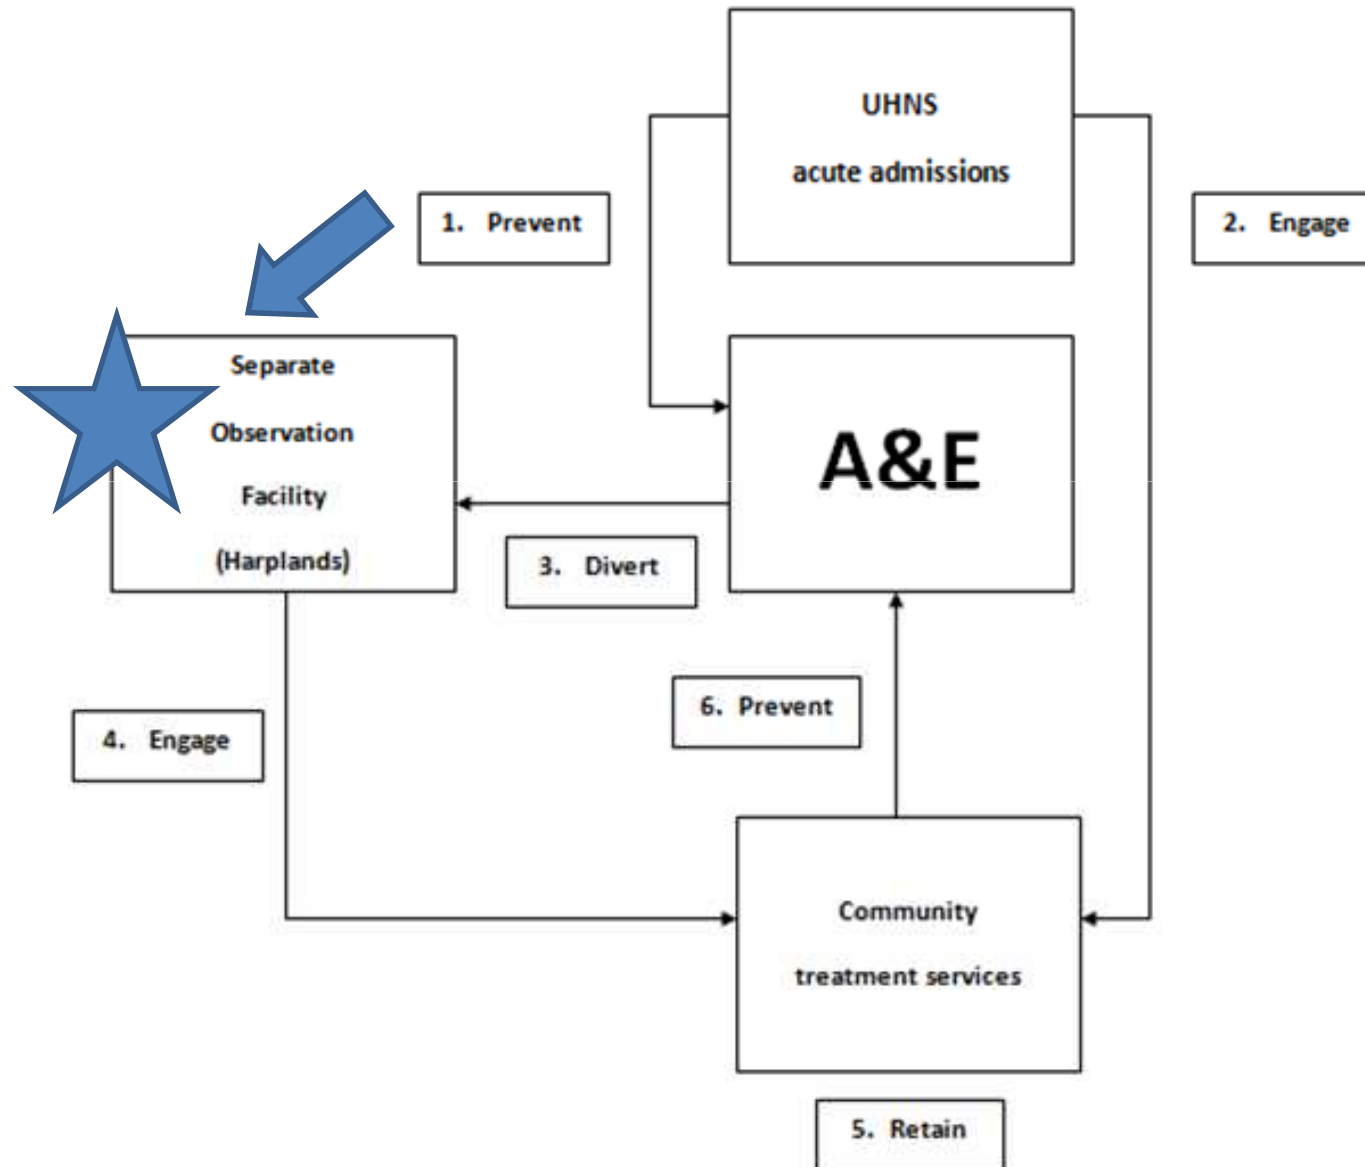 UHNS
acute admissions
1. Prevent
2. Engage
Separate
Observation
Facility
(Harplands)
A&E
3. Divert
4. Engage
6. Prevent
Community
treatment services
5. Retain